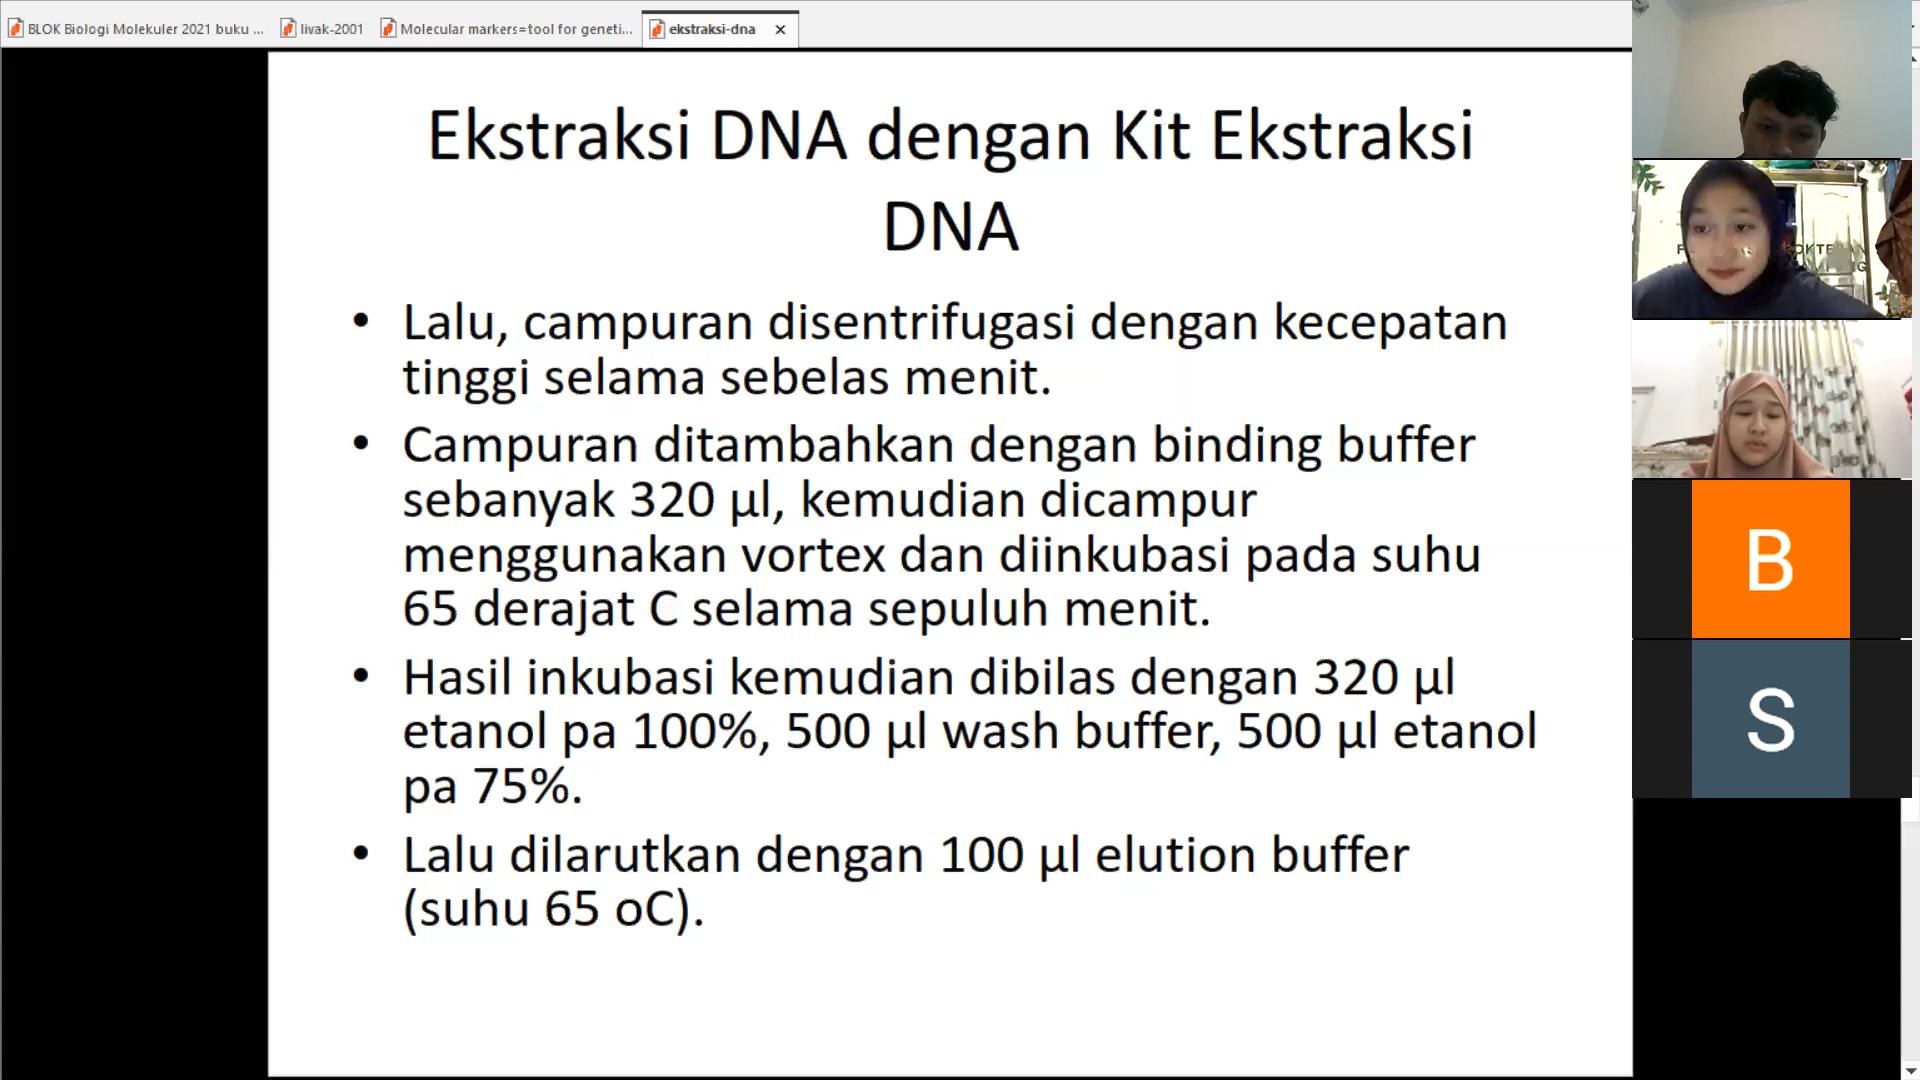 BLOK Biologi Molekuler 2021 buku ...
livak-2001
Molecular markers=tool for geneti...
ekstraksi-dna
Ekstraksi DNA dengan Kit Ekstraksi
DNA
• Lalu, campuran disentrifugasi dengan kecepatan
tinggi selama sebelas menit.
• Campuran ditambahkan dengan binding buffer
sebanyak 320 µl, kemudian dicampur
menggunakan vortex dan diinkubasi pada suhu
65 derajat C selama sepuluh menit.
• Hasil inkubasi kemudian dibilas dengan 320 µl
etanol pa 100%, 500 µl wash buffer, 500 µl etanol
pa 75%.
• Lalu dilarutkan dengan 100 µl elution buffer
(suhu 65 oC).
B
S